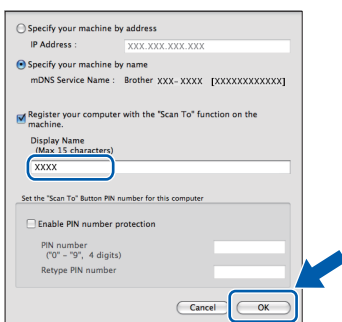 Specify your machine by address
IP Address : XXX.XXX.XXX.XXX
Specify your machine by name
mDNS Service Name : Brother XXX-XXXX [XXXXXXXXXXXX]
Register your computer with the "Scan To" function on the
machine.
Display Name
(Max 15 characters)
XXXX
Set the "Scan To" Button PIN number for this computer
Enable PIN number protection
PIN number
("0" – "9", 4 digits)
Retype PIN number
Cancel OK